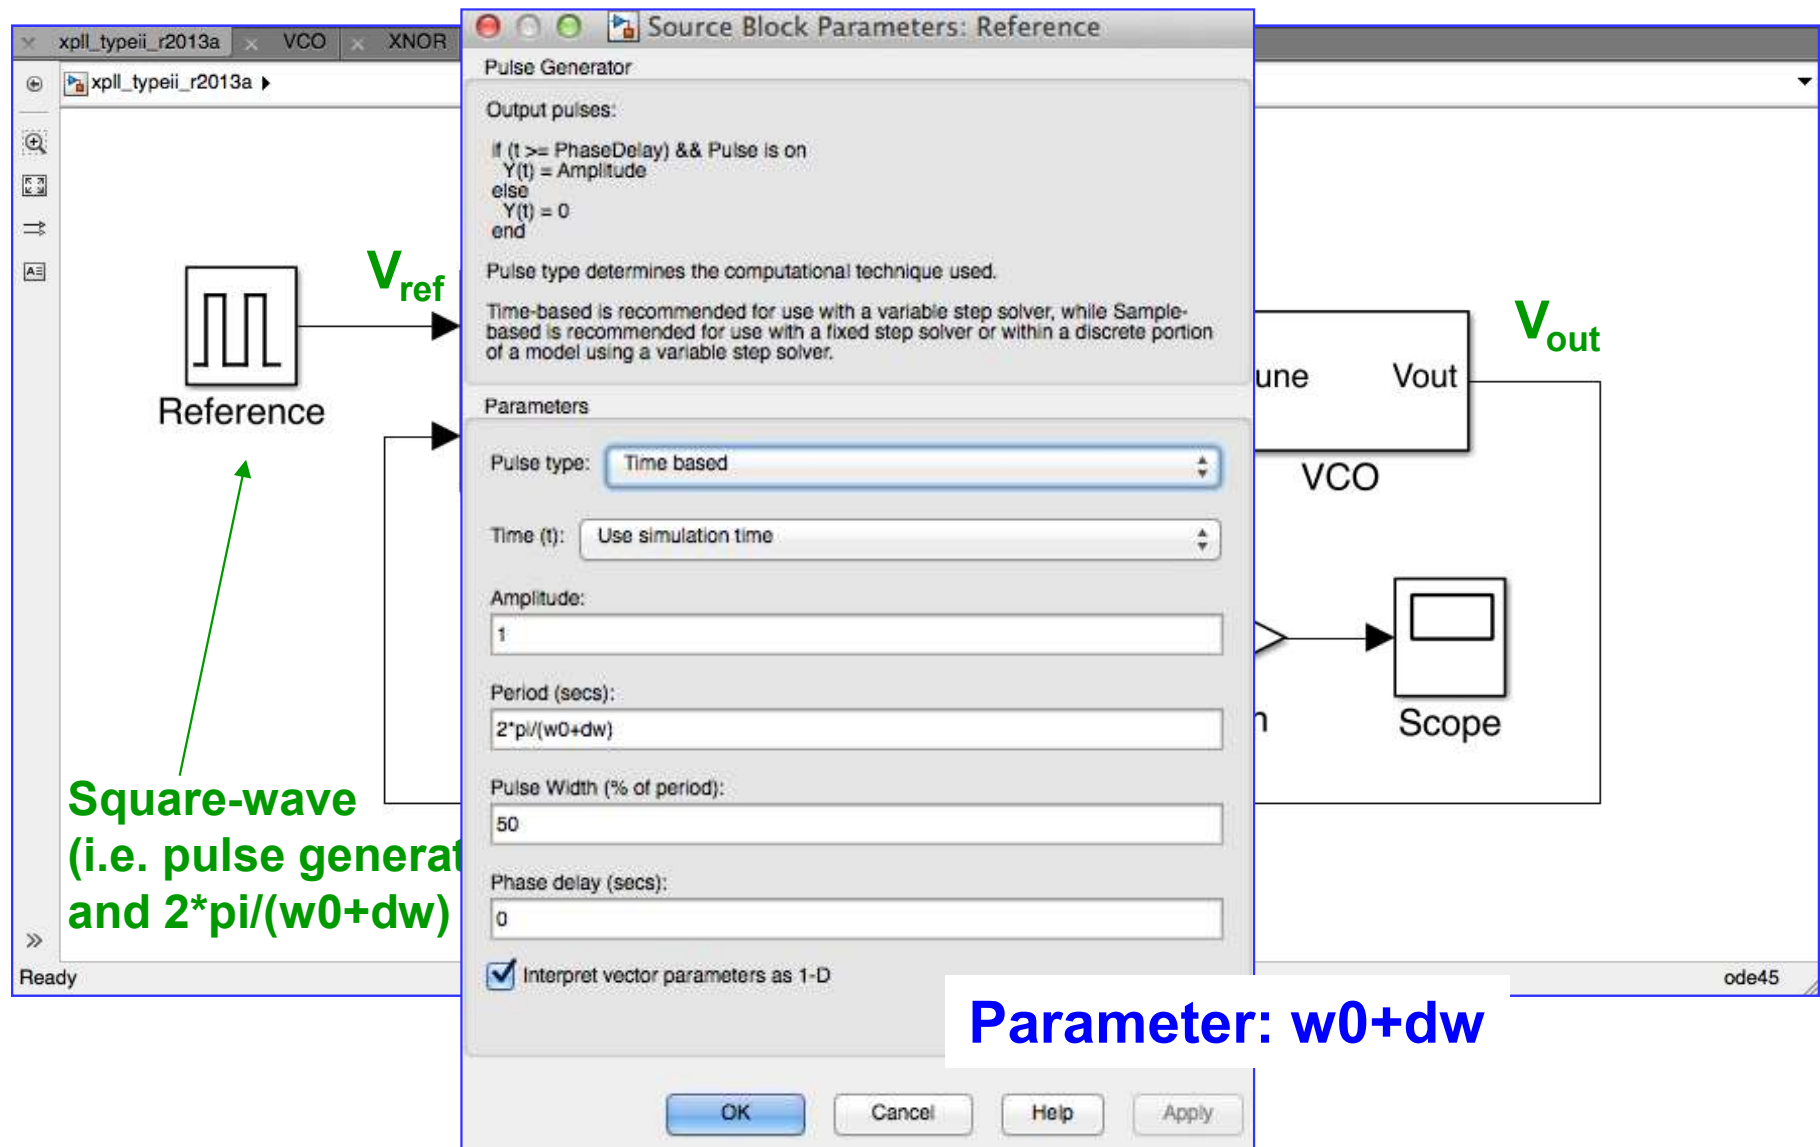 xpll_typeii_r2013a
VCO
XNOR
Source Block Parameters: Reference
xpll_typeii_r2013a
Pulse Generator
Output pulses:
if (t >= PhaseDelay) && Pulse is on
Y(t) = Amplitude
else
Y(t) = 0
end
Pulse type determines the computational technique used.
Time-based is recommended for use with a variable step solver, while Sample-
based is recommended for use with a fixed step solver or within a discrete portion
of a model using a variable step solver.
Vref
Reference
Vout
une Vout
VCO
Parameters
Pulse type: Time based
Time (t): Use simulation time
Amplitude:
1
Period (secs):
2*pi/(w0+dw)
Pulse Width (% of period):
50
Phase delay (secs):
0
Interpret vector parameters as 1-D
n
Scope
Square-wave
(i.e. pulse generat
and 2*pi/(w0+dw)
Ready
ode45
Parameter: w0+dw
OK Cancel Help Apply